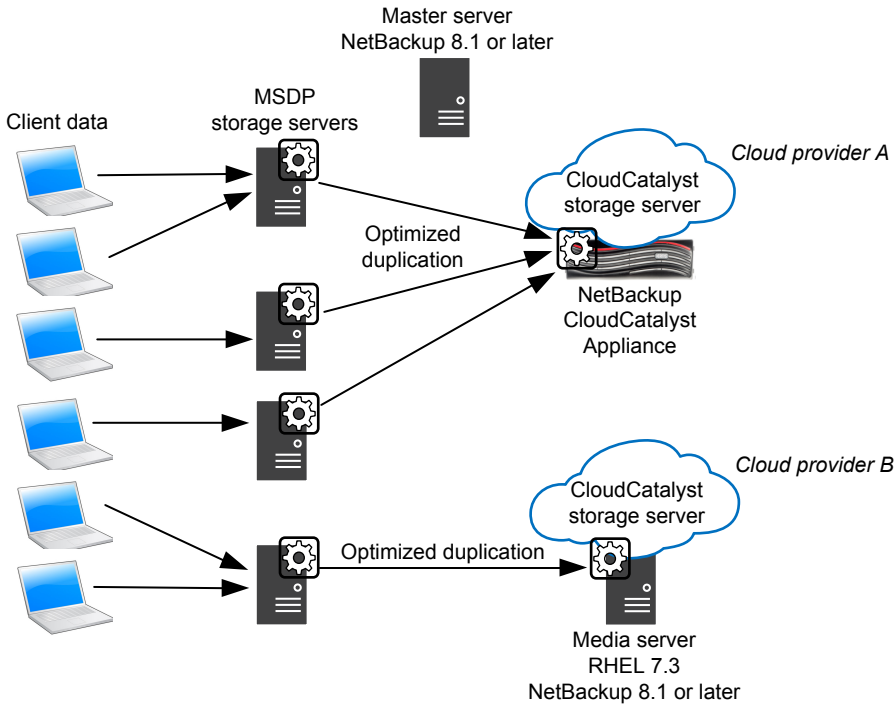 Master server
NetBackup 8.1 or later
MSDP
storage servers
Client data
Cloud provider A
CloudCatalyst
storage server
Optimized
duplication
NetBackup
CloudCatalyst
Appliance
Cloud provider B
CloudCatalyst
storage server
Optimized duplication
Media server
RHEL 7.3
NetBackup 8.1 or later